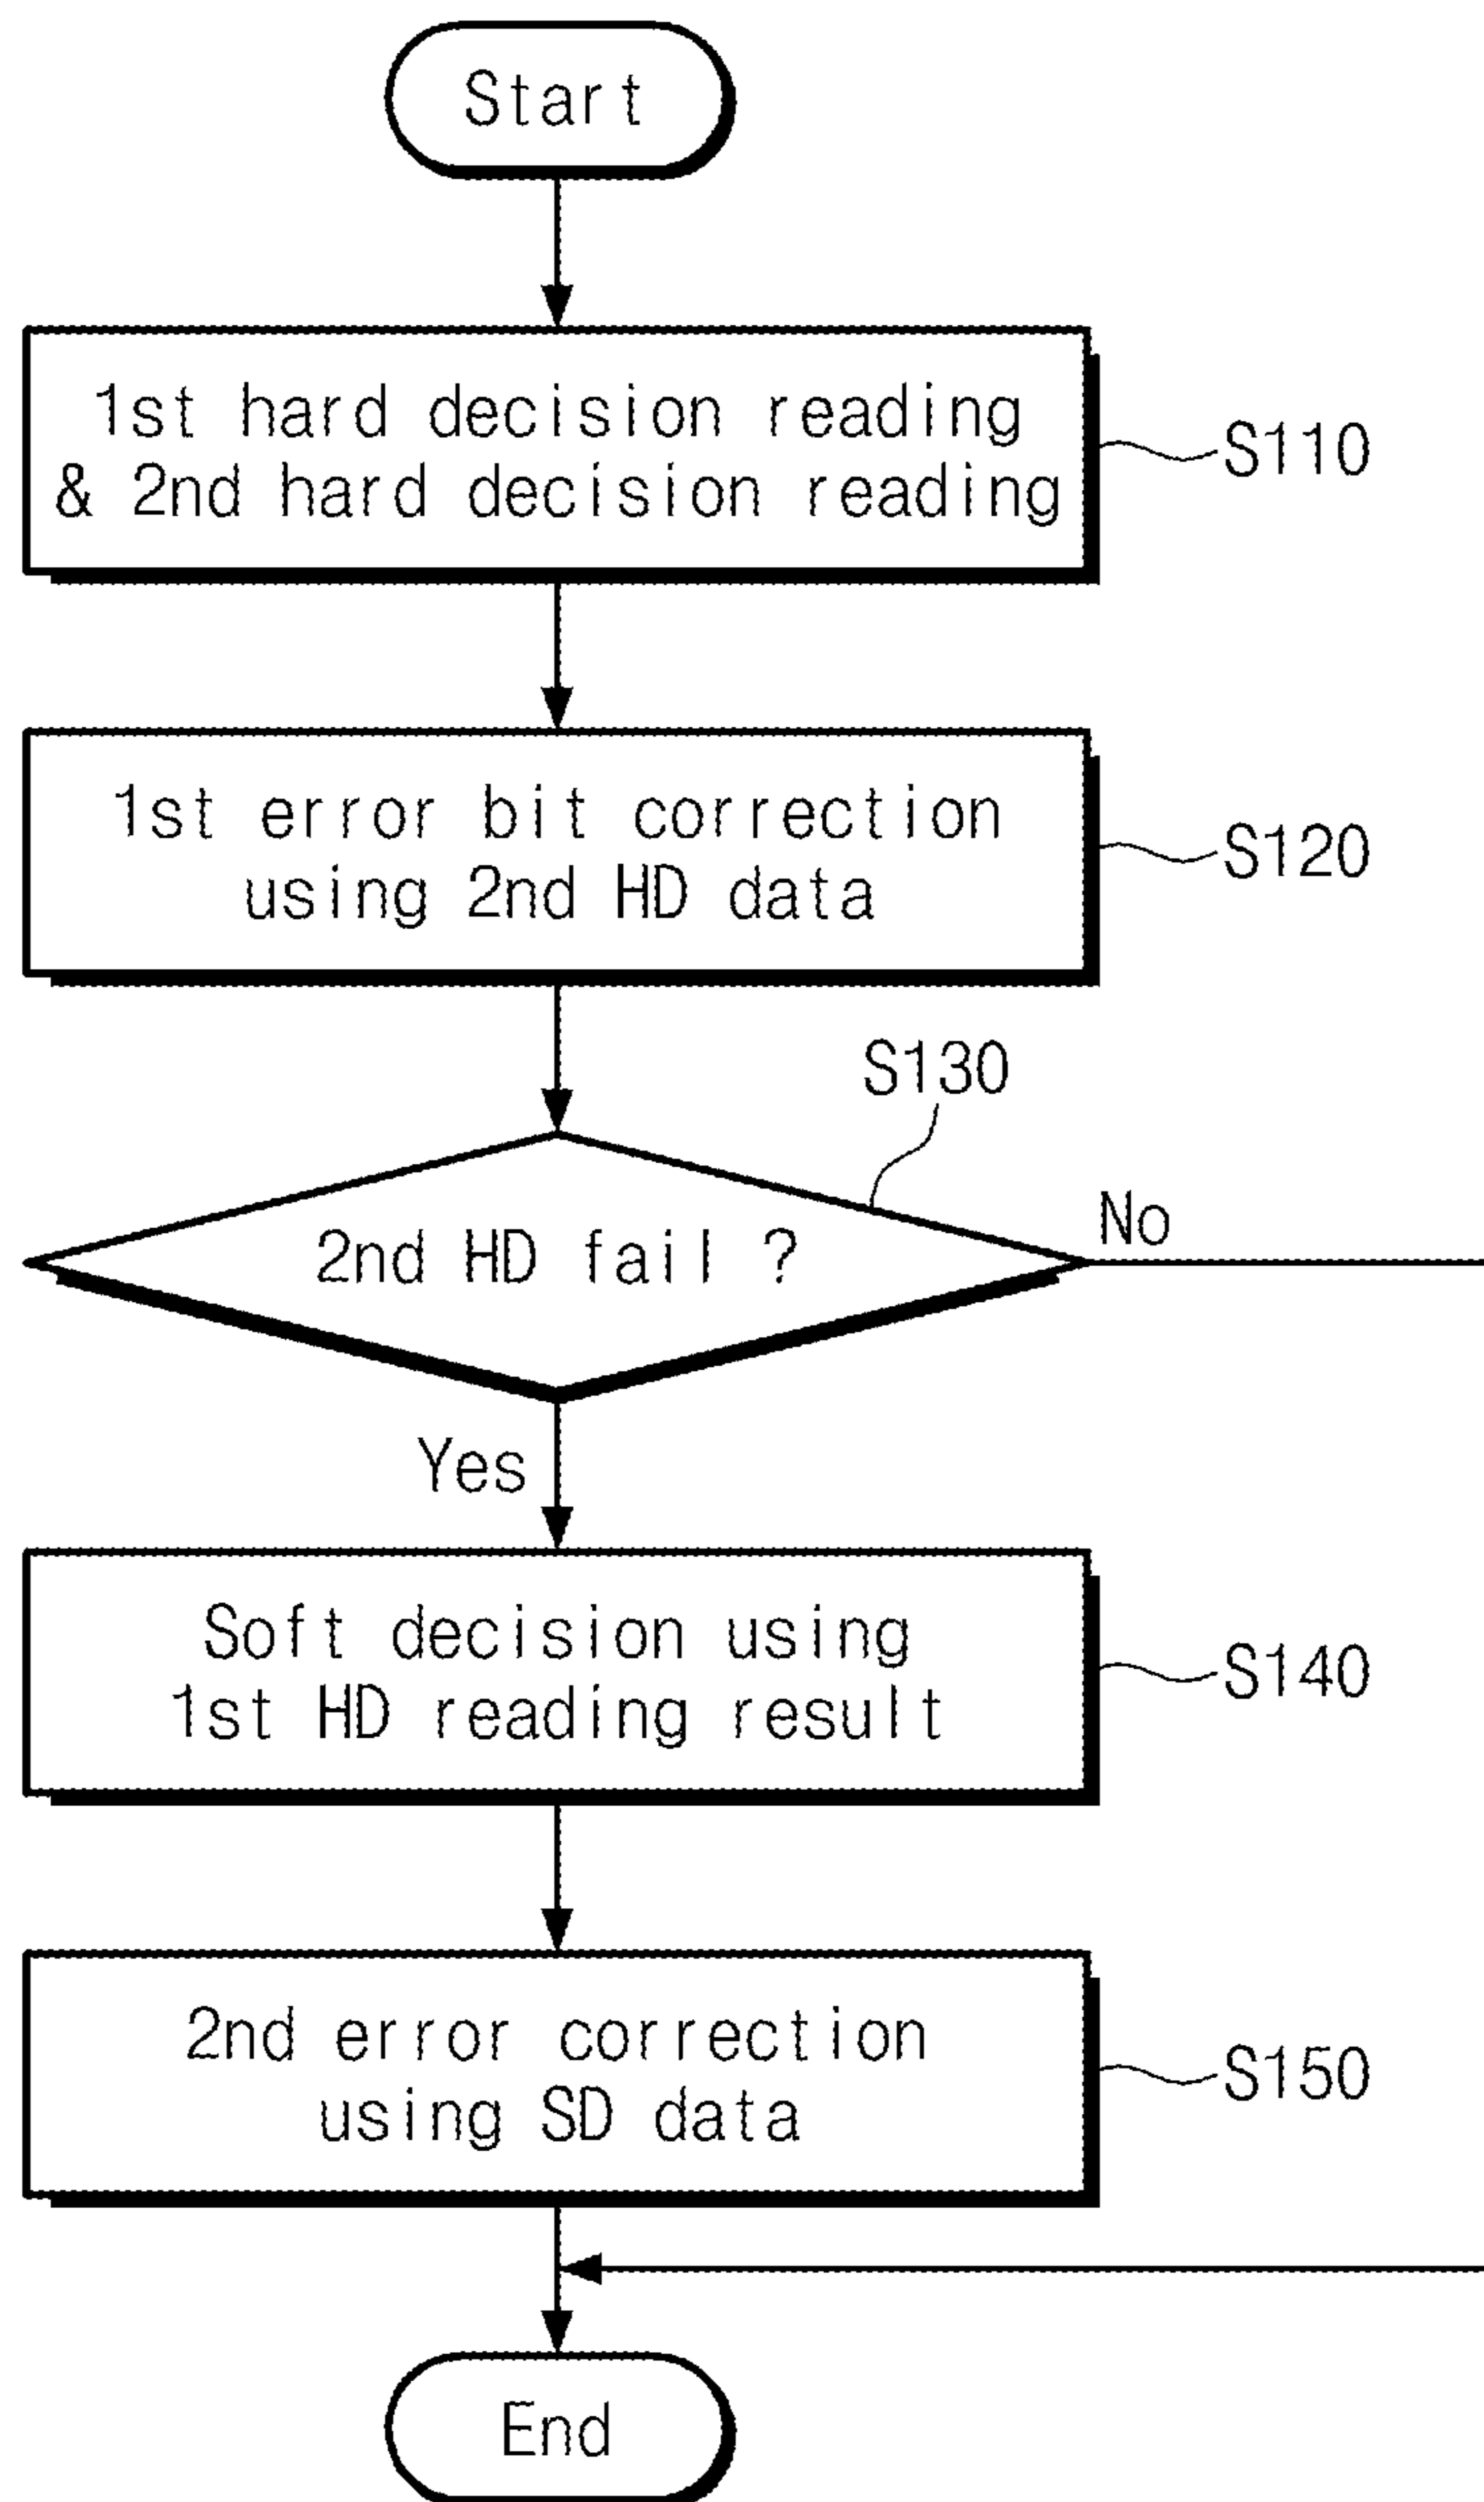 Start
1st hard decision reading
& 2nd hard decision reading
S110
1st error bit correction
using 2nd HD data
S120
S130
2nd HD fail ?
No
Yes
Soft decision using
1st HD reading result
S140
2nd error correction
using SD data
S150
End